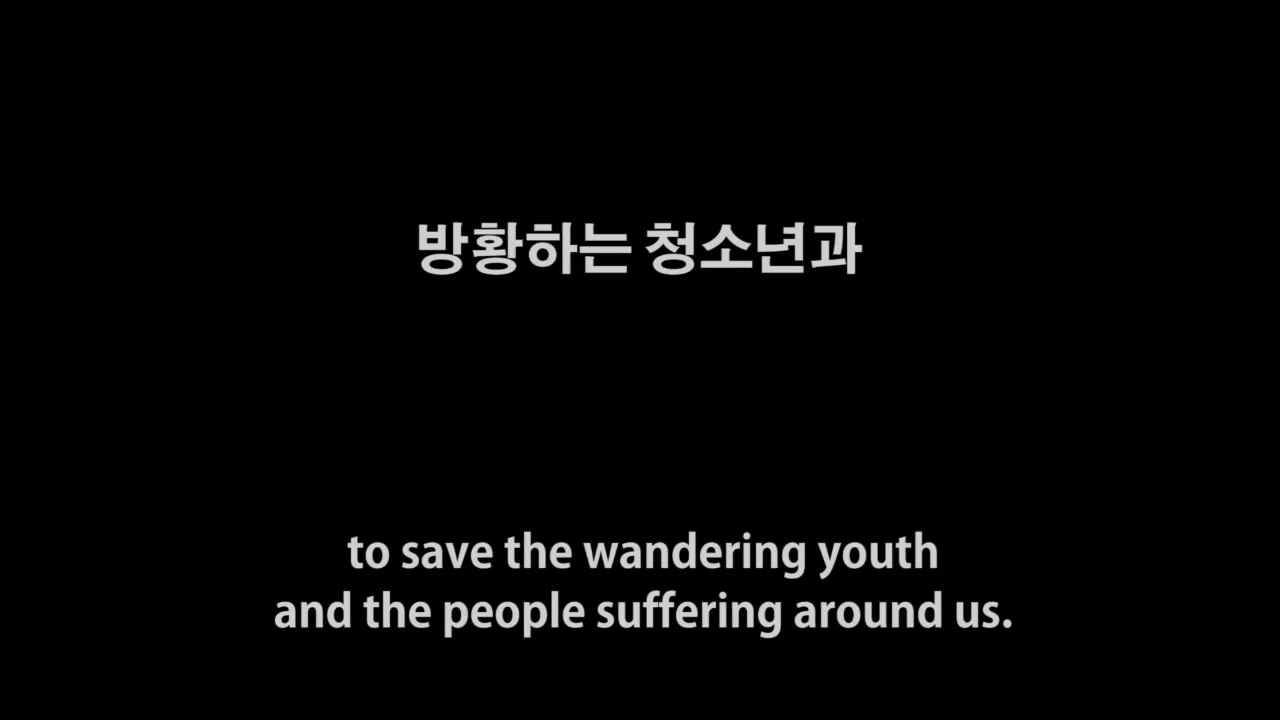 방황하는 청소년과
to save the wandering youth
and the people suffering around us.